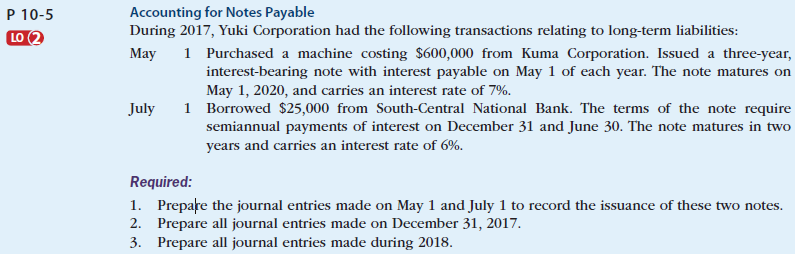 P 10-5
Accounting for Notes Payable
LO 2
During 2017, Yuki Corporation had the following transactions relating to long-term liabilities:
May 1 Purchased a machine costing $600,000 from Kuma Corporation. Issued a three-year,
interest-bearing note with interest payable on May 1 of each year. The note matures on
May 1, 2020, and carries an interest rate of 7%.
July 1 Borrowed $25,000 from South-Central National Bank. The terms of the note require
semiannual payments of interest on December 31 and June 30. The note matures in two
years and carries an interest rate of 6%.
Required:
1. Prepare the journal entries made on May 1 and July 1 to record the issuance of these two notes.
2. Prepare all journal entries made on December 31, 2017.
3. Prepare all journal entries made during 2018.